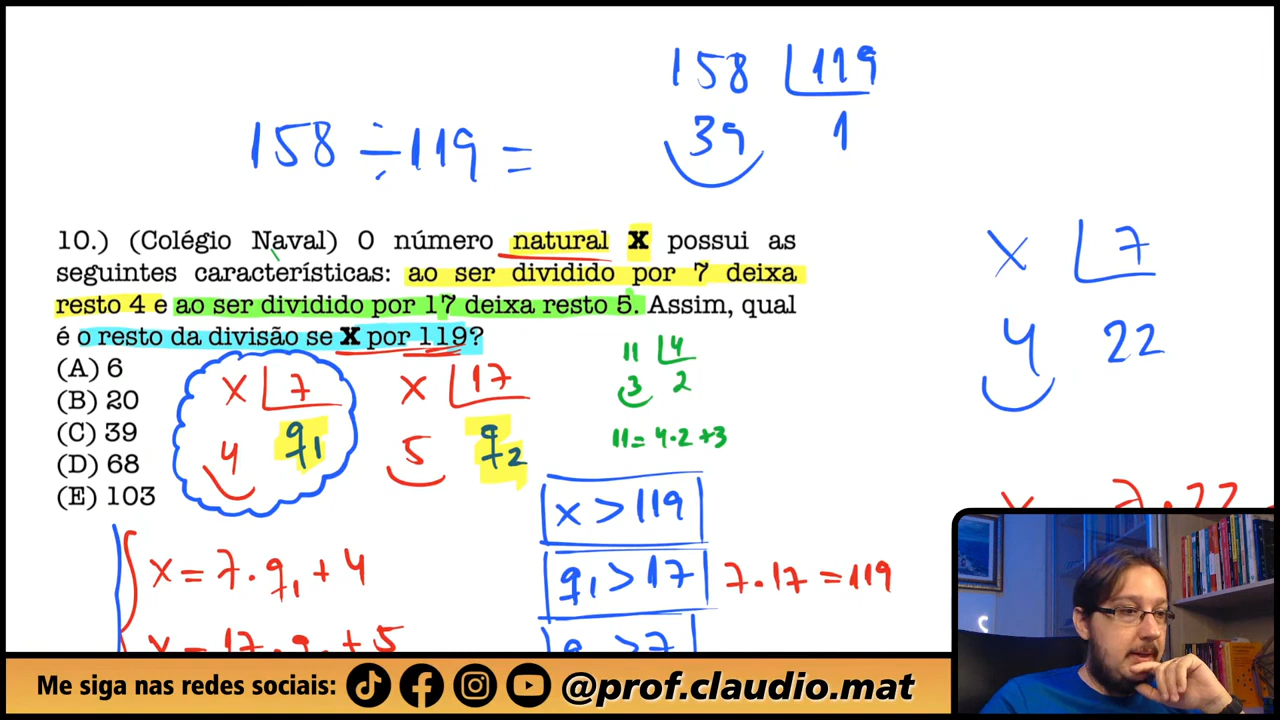 158 119
39 1
158 ÷ 119 =
10.) (Colégio Naval) O número natural X possui as
seguintes características: ao ser dividido por 7 deixa
resto 4 e ao ser dividido por 17 deixa resto 5. Assim, qual
é o resto da divisão se X por 119?
(A) 6
(B) 20
(C) 39
(D) 68
(E) 103
x 7
4 q1
x 17
5 q2
11 4
3 2
11 = 4·2+3
x 7
4 22
x > 119
q1 > 17 7·17 = 119
x = 7·q1 + 4
Me siga nas redes sociais: @prof.claudio.mat